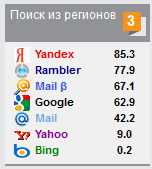 Поиск из регионов 3
Yandex 85.3
Rambler 77.9
Mail β 67.1
Google 62.9
Mail 42.2
Yahoo 9.0
Bing 0.2